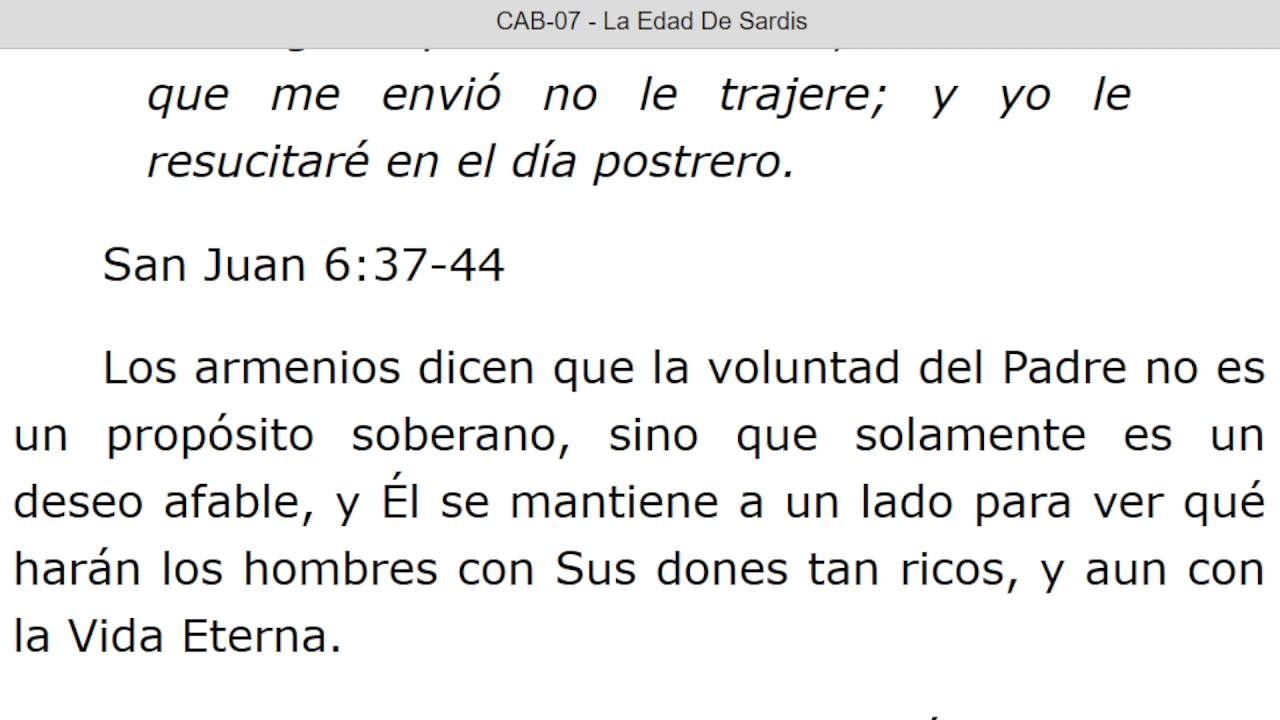 CAB-07 - La Edad De Sardis
que me envió no le trajere; y yo le
resucitaré en el día postrero.
San Juan 6:37-44
Los armenios dicen que la voluntad del Padre no es
un propósito soberano, sino que solamente es un
deseo afable, y Él se mantiene a un lado para ver qué
harán los hombres con Sus dones tan ricos, y aun con
la Vida Eterna.